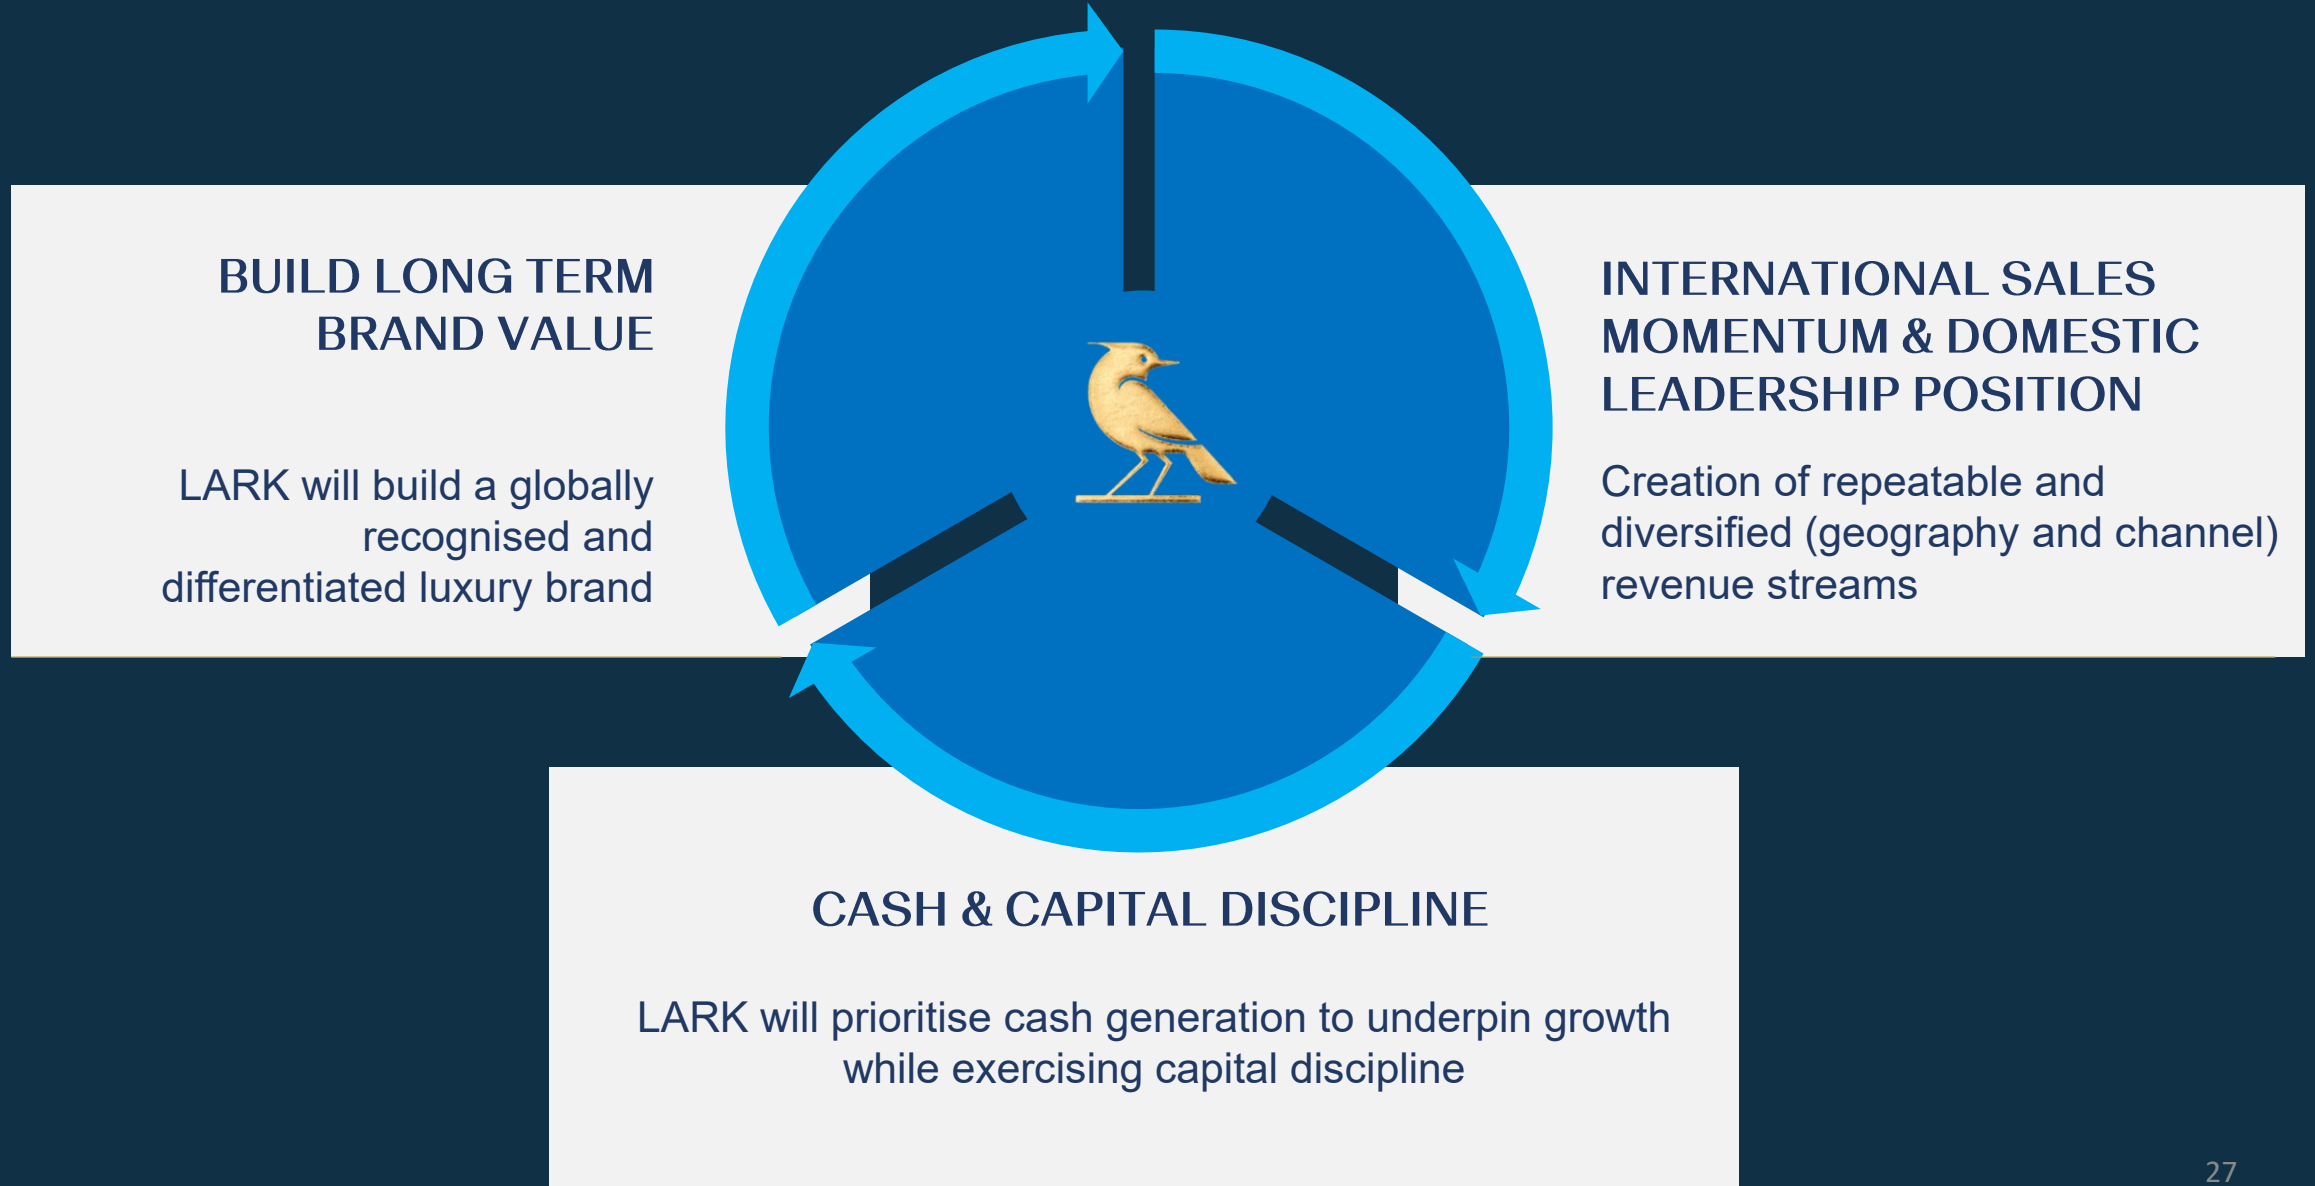 BUILD LONG TERM
BRAND VALUE
LARK will build a globally
recognised and
differentiated luxury brand
INTERNATIONAL SALES
MOMENTUM & DOMESTIC
LEADERSHIP POSITION
Creation of repeatable and
diversified (geography and channel)
revenue streams
CASH & CAPITAL DISCIPLINE
LARK will prioritise cash generation to underpin growth
while exercising capital discipline
27